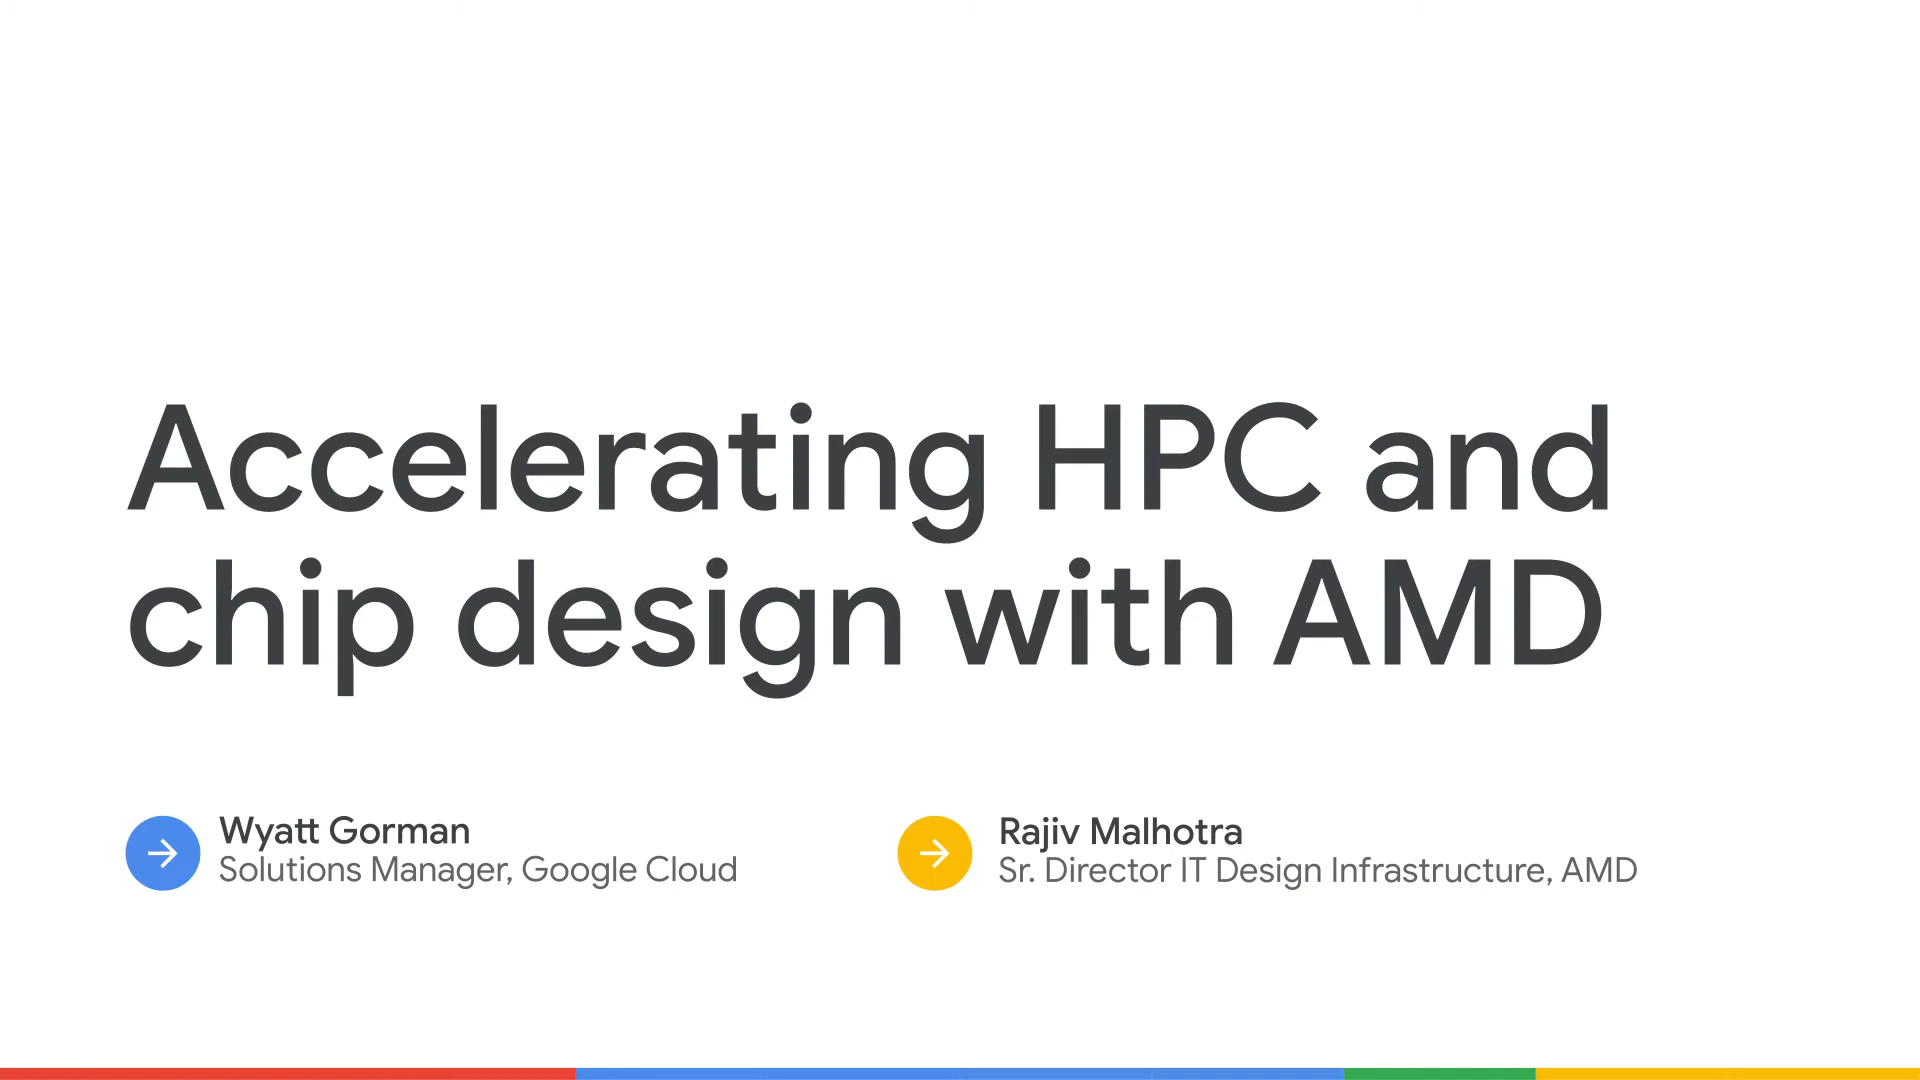 Accelerating HPC and
chip design with AMD
Wyatt Gorman
Solutions Manager, Google Cloud
Rajiv Malhotra
Sr. Director IT Design Infrastructure, AMD